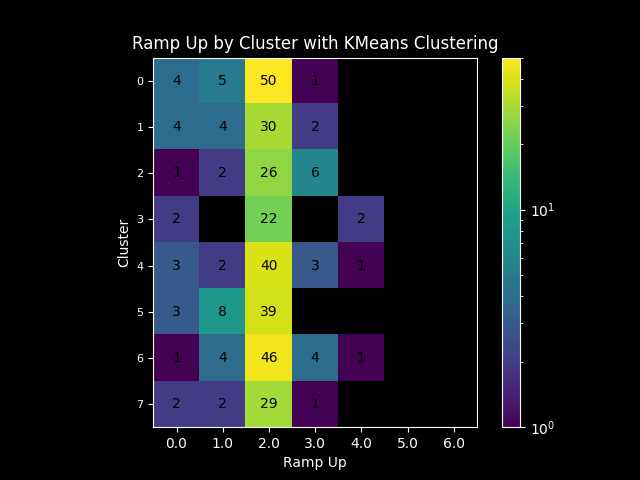 Ramp Up by Cluster with KMeans Clustering
0 4 5 50 1
1 4 4 30 2
2 1 2 26 6
3 2 22 2
4 3 2 40 3 1
5 3 8 39
6 1 4 46 4 1
7 2 2 29 1
Cluster
0.0 1.0 2.0 3.0 4.0 5.0 6.0
Ramp Up
10¹
10⁰